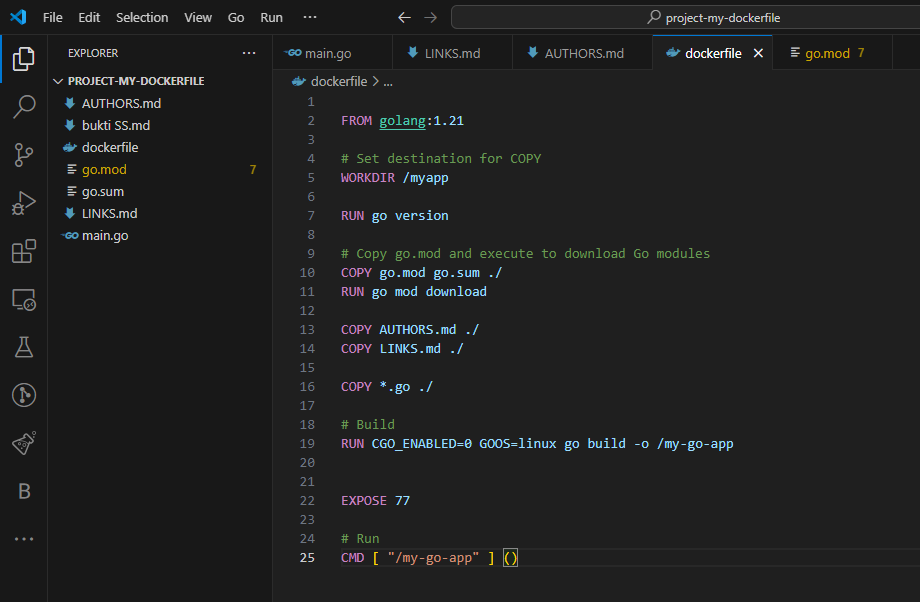 File Edit Selection View Go Run ... project-my-dockerfile
EXPLORER ...
PROJECT-MY-DOCKERFILE
AUTHORS.md
bukti SS.md
dockerfile
go.mod 7
go.sum
LINKS.md
GO main.go
B
GO main.go LINKS.md AUTHORS.md dockerfile go.mod 7
dockerfile > ...
1
2 FROM golang:1.21
3
4 # Set destination for COPY
5 WORKDIR /myapp
6
7 RUN go version
8
9 # Copy go.mod and execute to download Go modules
10 COPY go.mod go.sum ./
11 RUN go mod download
12
13 COPY AUTHORS.md ./
14 COPY LINKS.md ./
15
16 COPY *.go ./
17
18 # Build
19 RUN CGO_ENABLED=0 GOOS=linux go build -o /my-go-app
20
21
22 EXPOSE 77
23
24 # Run
25 CMD [ "/my-go-app" ] ()